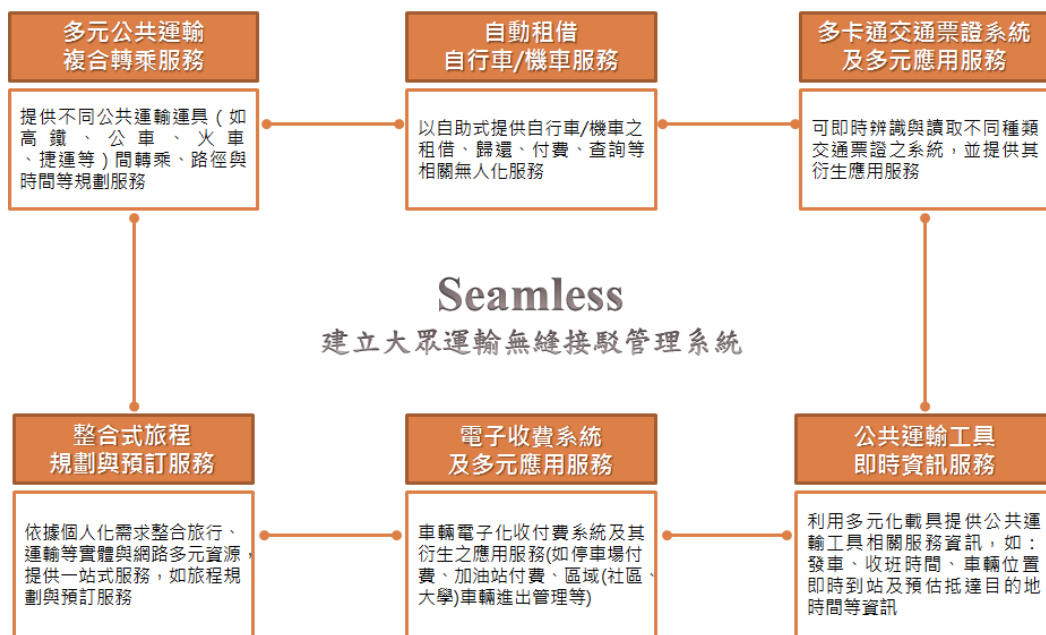 多元公共運輸
複合轉乘服務
提供不同公共運輸運具（如
高鐵、公車、火車
、捷運等）間轉乘、路徑與
時間等規劃服務
自動租借
自行車/機車服務
以自助式提供自行車/機車之
租借、歸還、付費、查詢等
相關無人化服務
多卡通交通票證系統
及多元應用服務
可即時辨識與讀取不同種類
交通票證之系統，並提供其
衍生應用服務
Seamless
建立大眾運輸無縫接駁管理系統
整合式旅程
規劃與預訂服務
依據個人化需求整合旅行、
運輸等實體與網路多元資源，
提供一站式服務，如旅程規
劃與預訂服務
電子收費系統
及多元應用服務
車輛電子化收付費系統及其
衍生之應用服務(如停車場付
費、加油站付費、區域(社區、
大學)車輛進出管理等)
公共運輸工具
即時資訊服務
利用多元化載具提供公共運
輸工具相關服務資訊，如：
發車、收班時間、車輛位置
即時到站及預估抵達目的地
時間等資訊